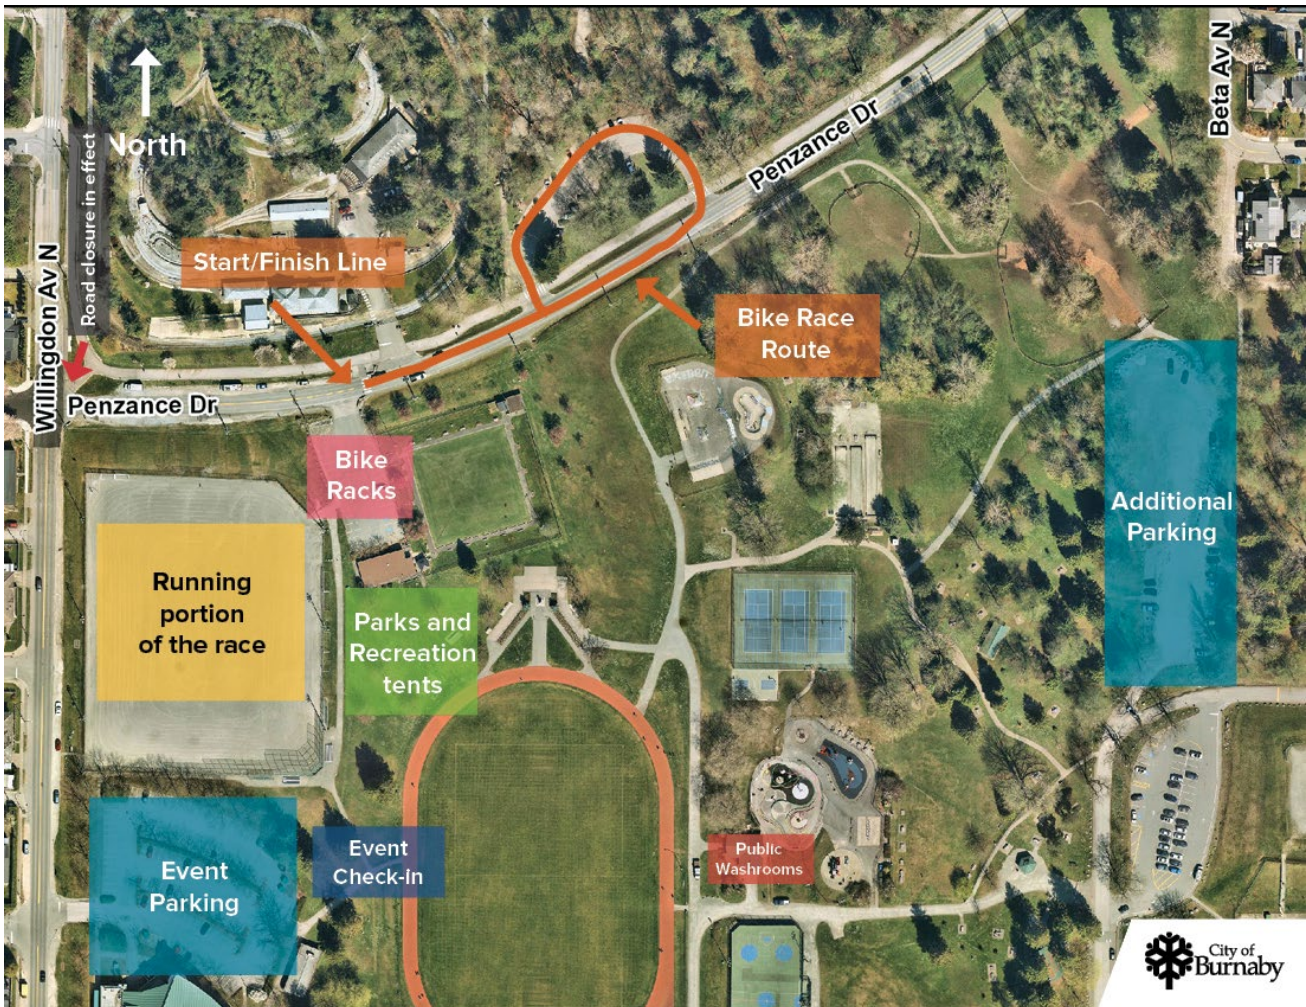 North
Road closure in effect
Willingdon Av N
Penzance Dr
Start/Finish Line
Penzance Dr
Beta Av N
Bike Race
Route
Bike
Racks
Running
portion
of the race
Parks and
Recreation
tents
Additional
Parking
Event
Parking
Event
Check-in
Public
Washrooms
City of
Burnaby